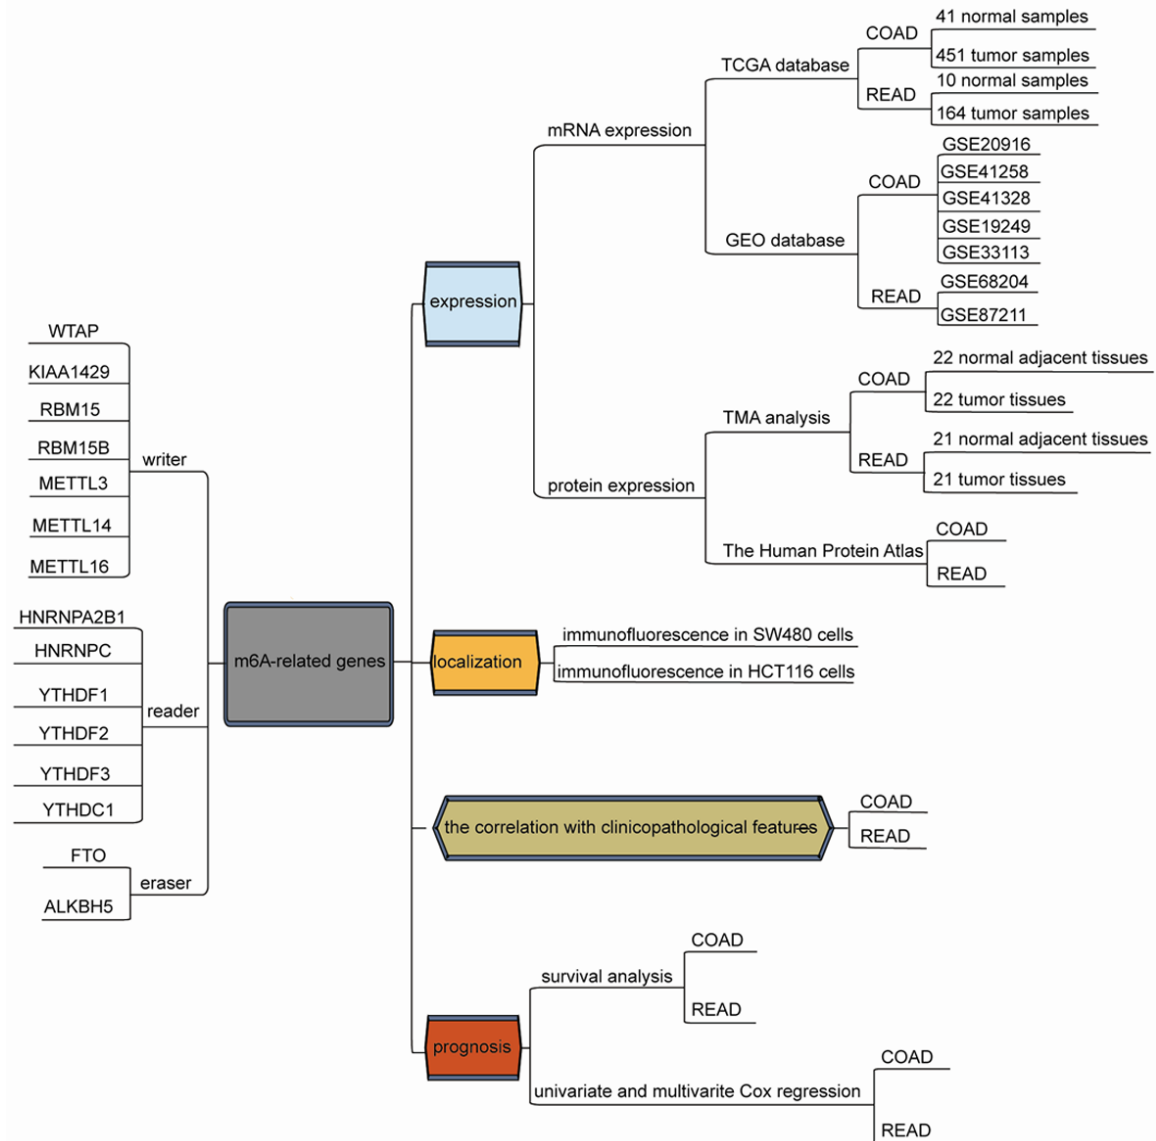 41 normal samples
COAD
451 tumor samples
TCGA database
10 normal samples
READ
164 tumor samples
mRNA expression
GSE20916
GSE41258
COAD
GSE41328
GSE19249
GEO database
GSE33113
GSE68204
READ
GSE87211
expression
22 normal adjacent tissues
COAD
22 tumor tissues
TMA analysis
21 normal adjacent tissues
READ
21 tumor tissues
protein expression
COAD
The Human Protein Atlas
READ
WTAP
KIAA1429
RBM15
RBM15B
writer
METTL3
METTL14
METTL16
HNRNPA2B1
HNRNPC
YTHDF1
reader
YTHDF2
YTHDF3
YTHDC1
FTO
eraser
ALKBH5
m6A-related genes
localization
immunofluorescence in SW480 cells
immunofluorescence in HCT116 cells
the correlation with clinicopathological features
COAD
READ
prognosis
survival analysis
COAD
READ
univariate and multivarite Cox regression
COAD
READ